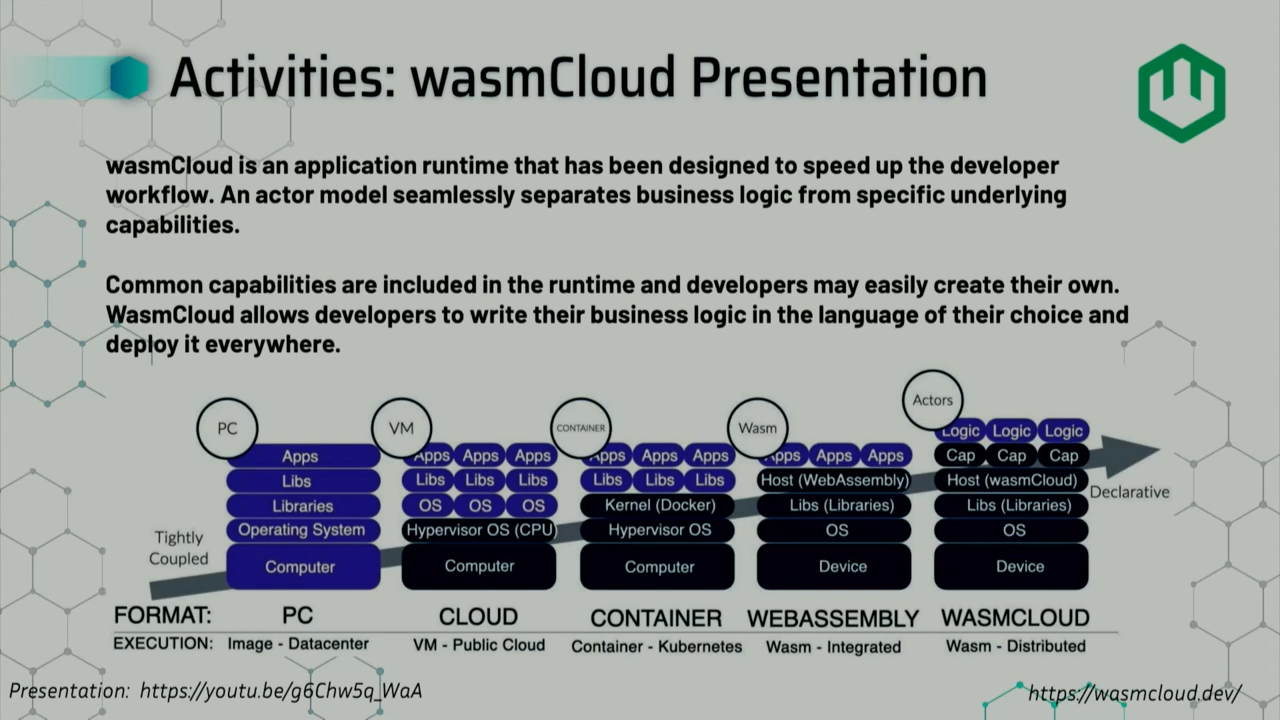 Activities: wasmCloud Presentation
wasmCloud is an application runtime that has been designed to speed up the developer
workflow. An actor model seamlessly separates business logic from specific underlying
capabilities.
Common capabilities are included in the runtime and developers may easily create their own.
WasmCloud allows developers to write their business logic in the language of their choice and
deploy it everywhere.
Tightly
Coupled
PC
Apps
Libs
Libraries
Operating System
Computer
VM
Apps Apps Apps
Libs Libs Libs
OS OS OS
Hypervisor OS (CPU)
Computer
CONTAINER
Apps Apps Apps
Libs Libs Libs
Kernel (Docker)
Hypervisor OS
Computer
Wasm
Apps Apps Apps
Host (WebAssembly)
Libs (Libraries)
OS
Device
Actors
Logic Logic Logic
Cap Cap Cap
Host (wasmCloud)
Libs (Libraries)
OS
Device
Declarative
FORMAT: PC CLOUD CONTAINER WEBASSEMBLY WASMCLOUD
EXECUTION: Image - Datacenter VM - Public Cloud Container - Kubernetes Wasm - Integrated Wasm - Distributed
Presentation: https://youtu.be/g6Chw5q_WaA
https://wasmcloud.dev/